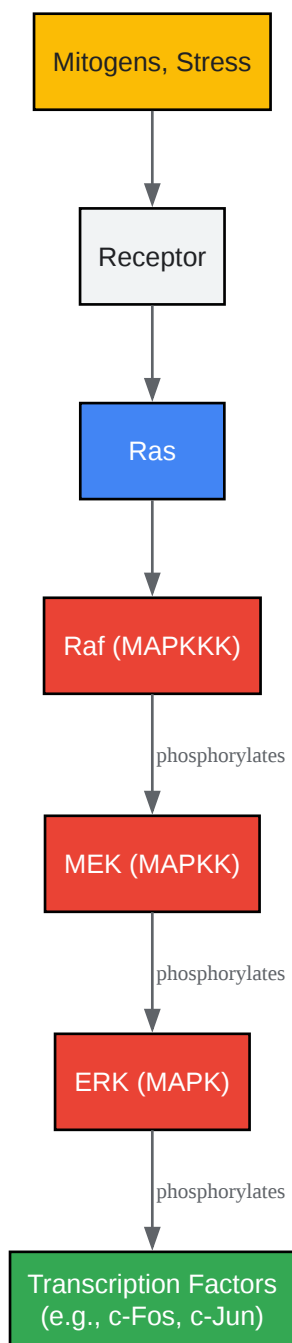 Mitogens, Stress
Receptor
Ras
Raf (MAPKKK)
phosphorylates
MEK (MAPKK)
phosphorylates
ERK (MAPK)
phosphorylates
Transcription Factors
(e.g., c-Fos, c-Jun)